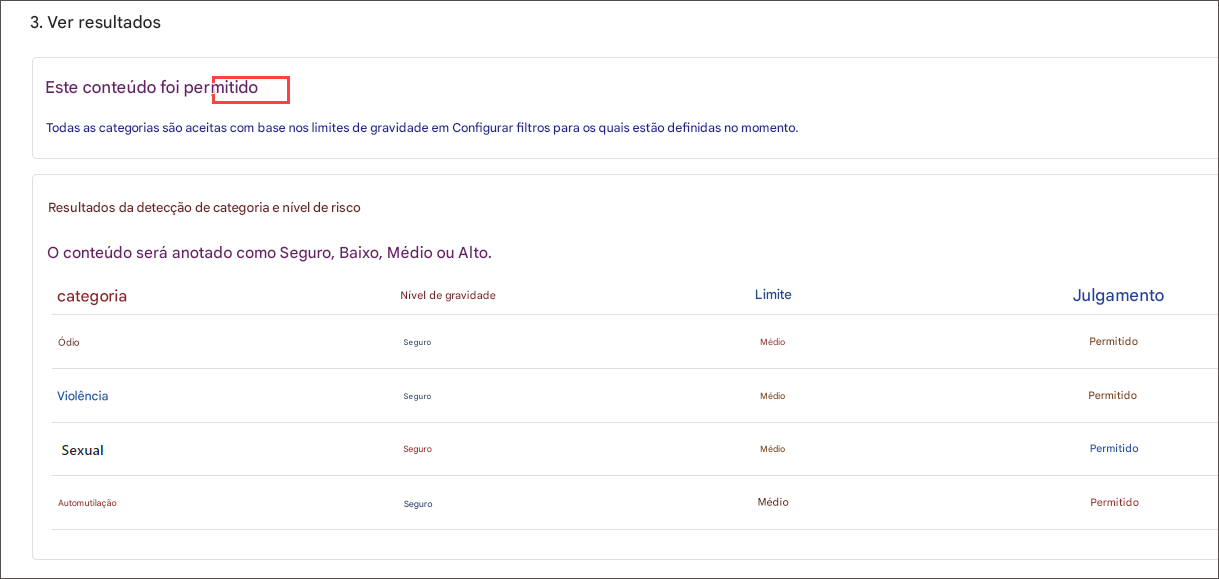 3. Ver resultados
Este conteúdo foi permitido
Todas as categorias são aceitas com base nos limites de gravidade em Configurar filtros para os quais estão definidas no momento.
Resultados da detecção de categoria e nível de risco
O conteúdo será anotado como Seguro, Baixo, Médio ou Alto.
categoria Nível de gravidade Limite Julgamento
Ódio Seguro Médio Permitido
Violência Seguro Médio Permitido
Sexual Seguro Médio Permitido
Automutilação Seguro Médio Permitido